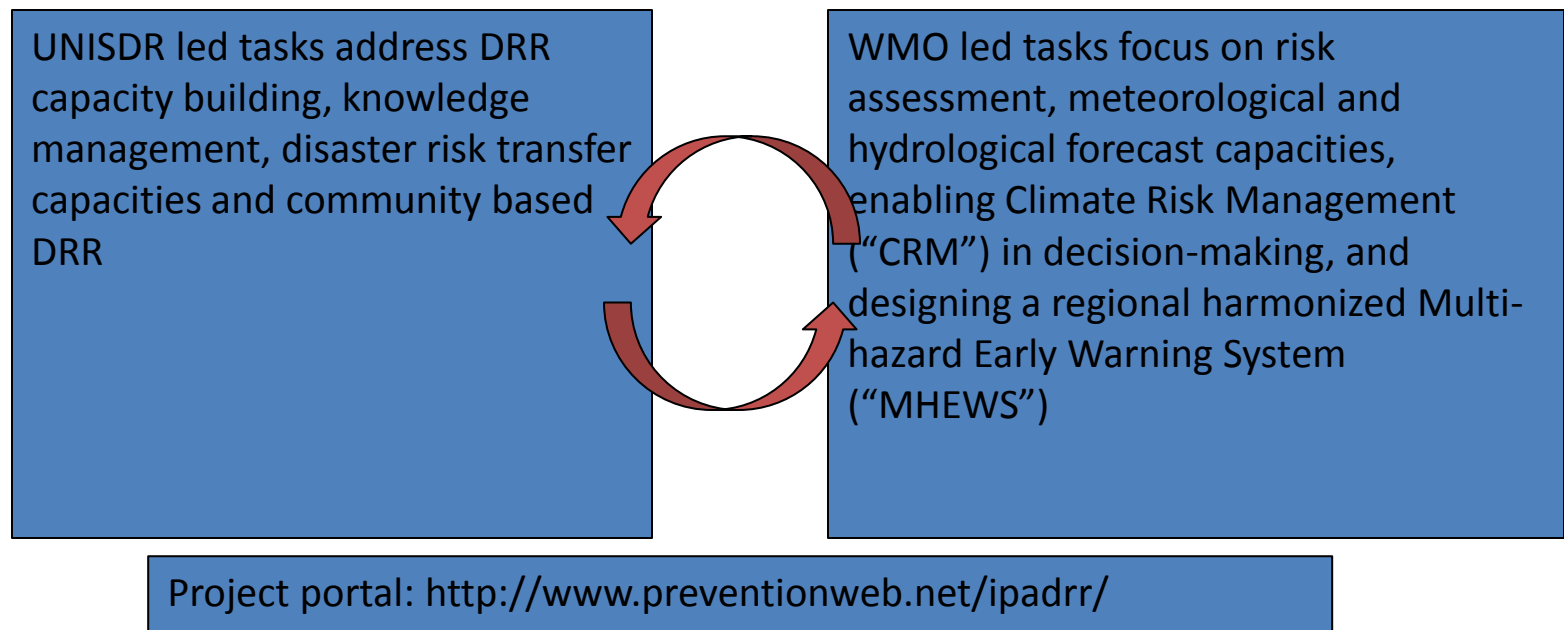 UNISDR led tasks address DRR
capacity building, knowledge
management, disaster risk transfer
capacities and community based
DRR
WMO led tasks focus on risk
assessment, meteorological and
hydrological forecast capacities,
enabling Climate Risk Management
(“CRM”) in decision-making, and
designing a regional harmonized Multi-
hazard Early Warning System
(“MHEWS”)
Project portal: http://www.preventionweb.net/ipadrr/